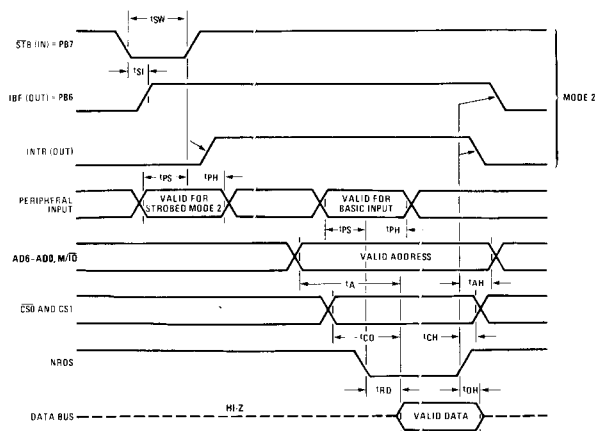 tSW
STB (IN) = PB7
tSI
IBF (OUT) = PB6
MODE 2
INTR (OUT)
tPS
tPH
PERIPHERAL
INPUT
VALID FOR
STROBED MODE 2
VALID FOR
BASIC INPUT
tPS
tPH
AD6-AD0, M/IO
VALID ADDRESS
tA
tAH
CS0 AND CS1
tCO
tCH
NRDS
tRD
tDH
DATA BUS
HI-Z
VALID DATA